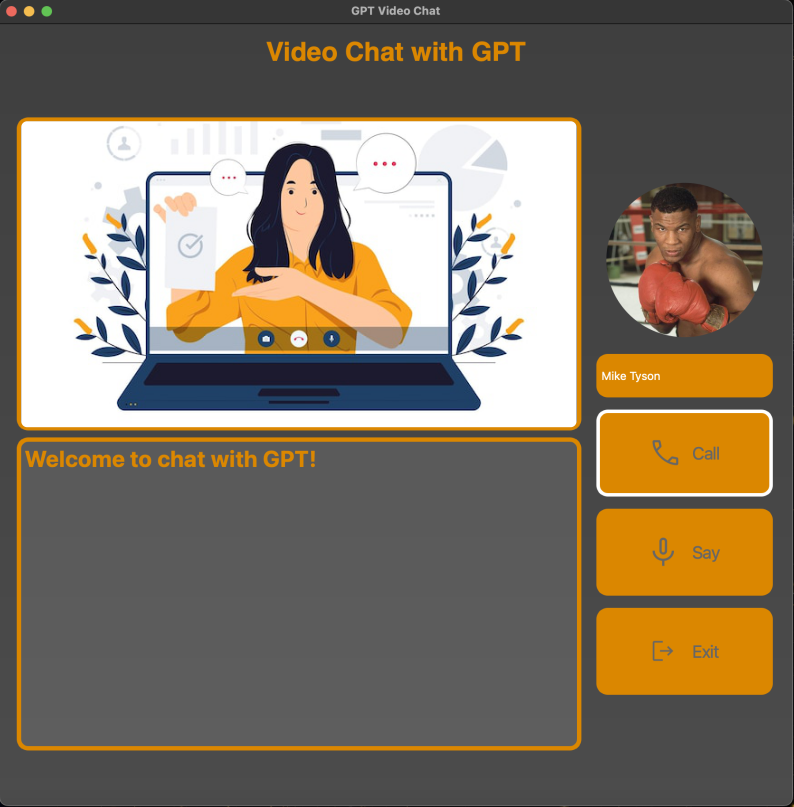 GPT Video Chat
Video Chat with GPT
Welcome to chat with GPT!
Mike Tyson
Call
Say
Exit